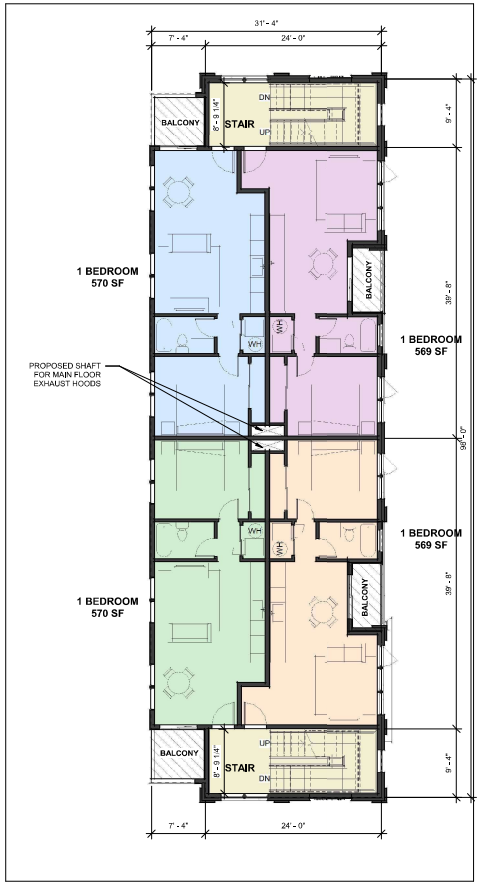 31' - 4"
7' - 4"
24' - 0"
DN
BALCONY
8' - 9 1/4"
STAIR
UP
9' - 4"
1 BEDROOM
570 SF
BALCONY
39' - 8"
WH
WH
1 BEDROOM
569 SF
PROPOSED SHAFT
FOR MAIN FLOOR
EXHAUST HOODS
98' - 0"
WH
WH
1 BEDROOM
569 SF
BALCONY
39' - 8"
1 BEDROOM
570 SF
UP
BALCONY
8' - 9 1/4"
STAIR
DN
9' - 4"
7' - 4"
24' - 0"